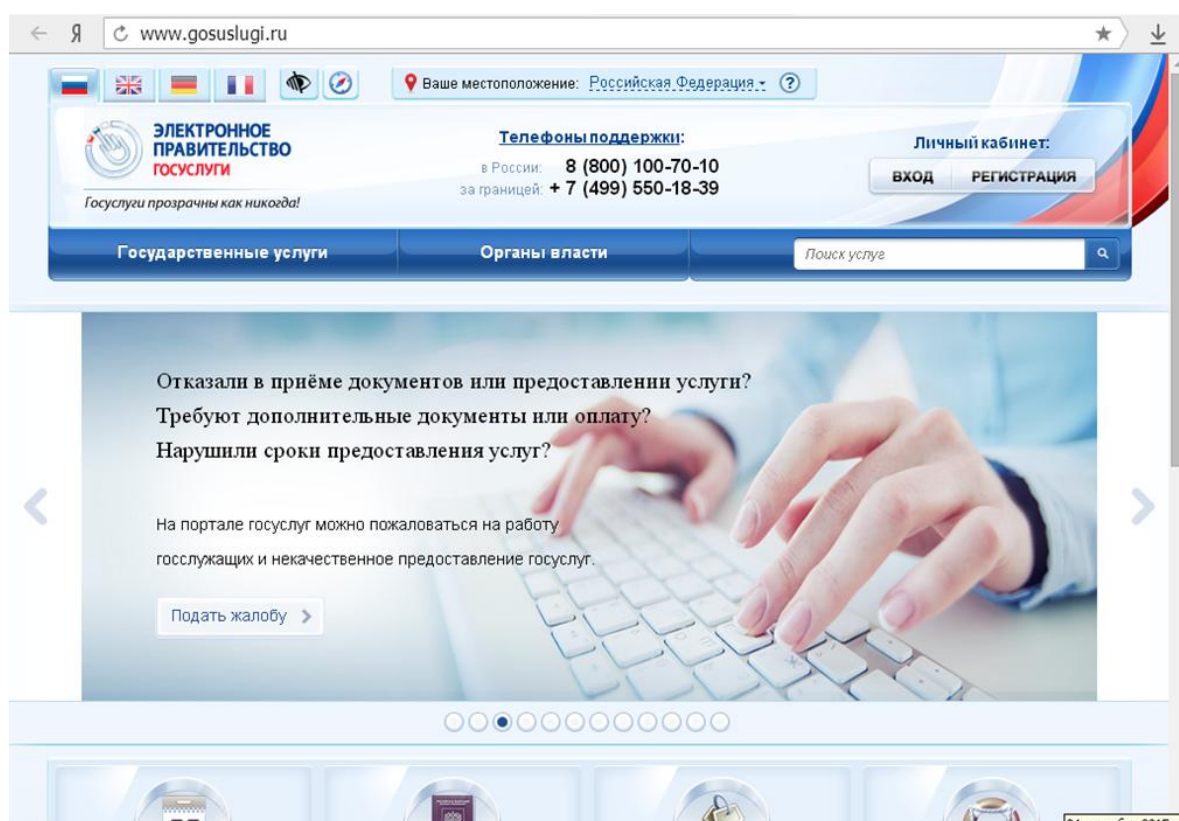 Я
www.gosuslugi.ru
Ваше местоположение: Российская Федерация ?
ЭЛЕКТРОННОЕ
ПРАВИТЕЛЬСТВО
ГОСУСЛУГИ
Госуслуги прозрачны как никогда!
Телефоны поддержки:
в России: 8 (800) 100-70-10
за границей: + 7 (499) 550-18-39
Личный кабинет:
ВХОД РЕГИСТРАЦИЯ
Государственные услуги
Органы власти
Поиск услуг
Отказали в приёме документов или предоставлении услуги?
Требуют дополнительные документы или оплату?
Нарушили сроки предоставления услуг?
На портале госуслуг можно пожаловаться на работу
госслужащих и некачественное предоставление госуслуг.
Подать жалобу